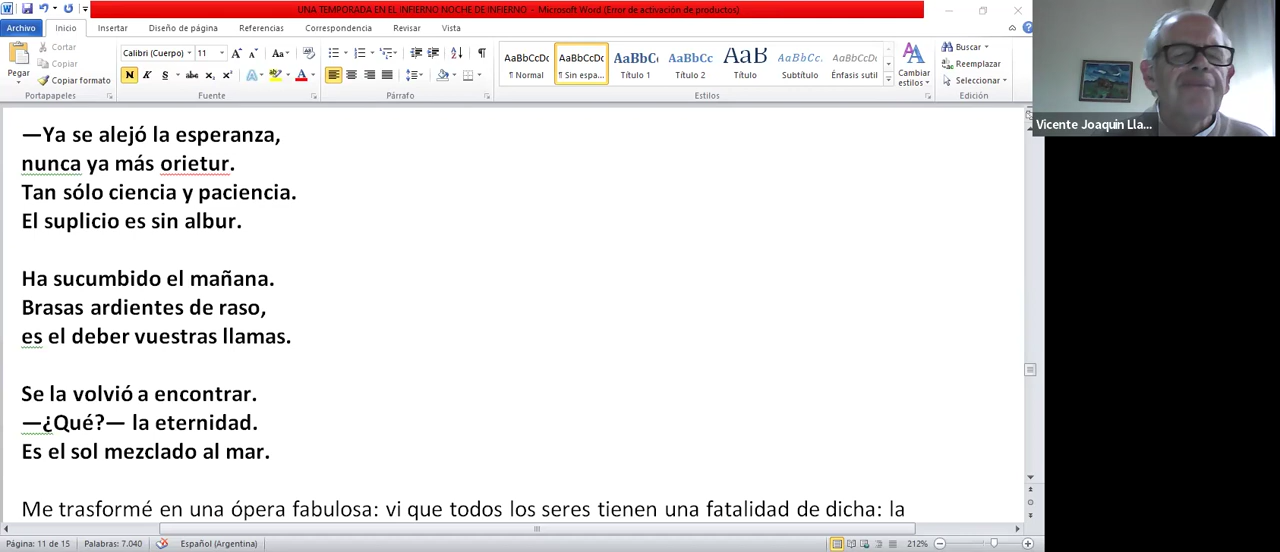 UNA TEMPORADA EN EL INFIERNO NOCHE DE INFIERNO - Microsoft Word (Error de activación de productos)
Archivo Inicio Insertar Diseño de página Referencias Correspondencia Revisar Vista
Pegar
Cortar
Copiar
Copiar formato
Portapapeles
Calibri (Cuerpo) 11
Fuente
Párrafo
AaBbCcDc AaBbCcDc AaBbC AaBbCc AaB AaBbCc. AaBbCcDc
¶ Normal ¶ Sin espa... Título 1 Título 2 Título Subtítulo Énfasis sutil
Cambiar estilos
Estilos
Buscar
Reemplazar
Seleccionar
Edición
Vicente Joaquín Lla...
—Ya se alejó la esperanza,
nunca ya más orietur.
Tan sólo ciencia y paciencia.
El suplicio es sin albur.
Ha sucumbido el mañana.
Brasas ardientes de raso,
es el deber vuestras llamas.
Se la volvió a encontrar.
—¿Qué?— la eternidad.
Es el sol mezclado al mar.
Me trasformé en una ópera fabulosa: vi que todos los seres tienen una fatalidad de dicha: la
Página: 11 de 15 Palabras: 7.040 Español (Argentina) 212%